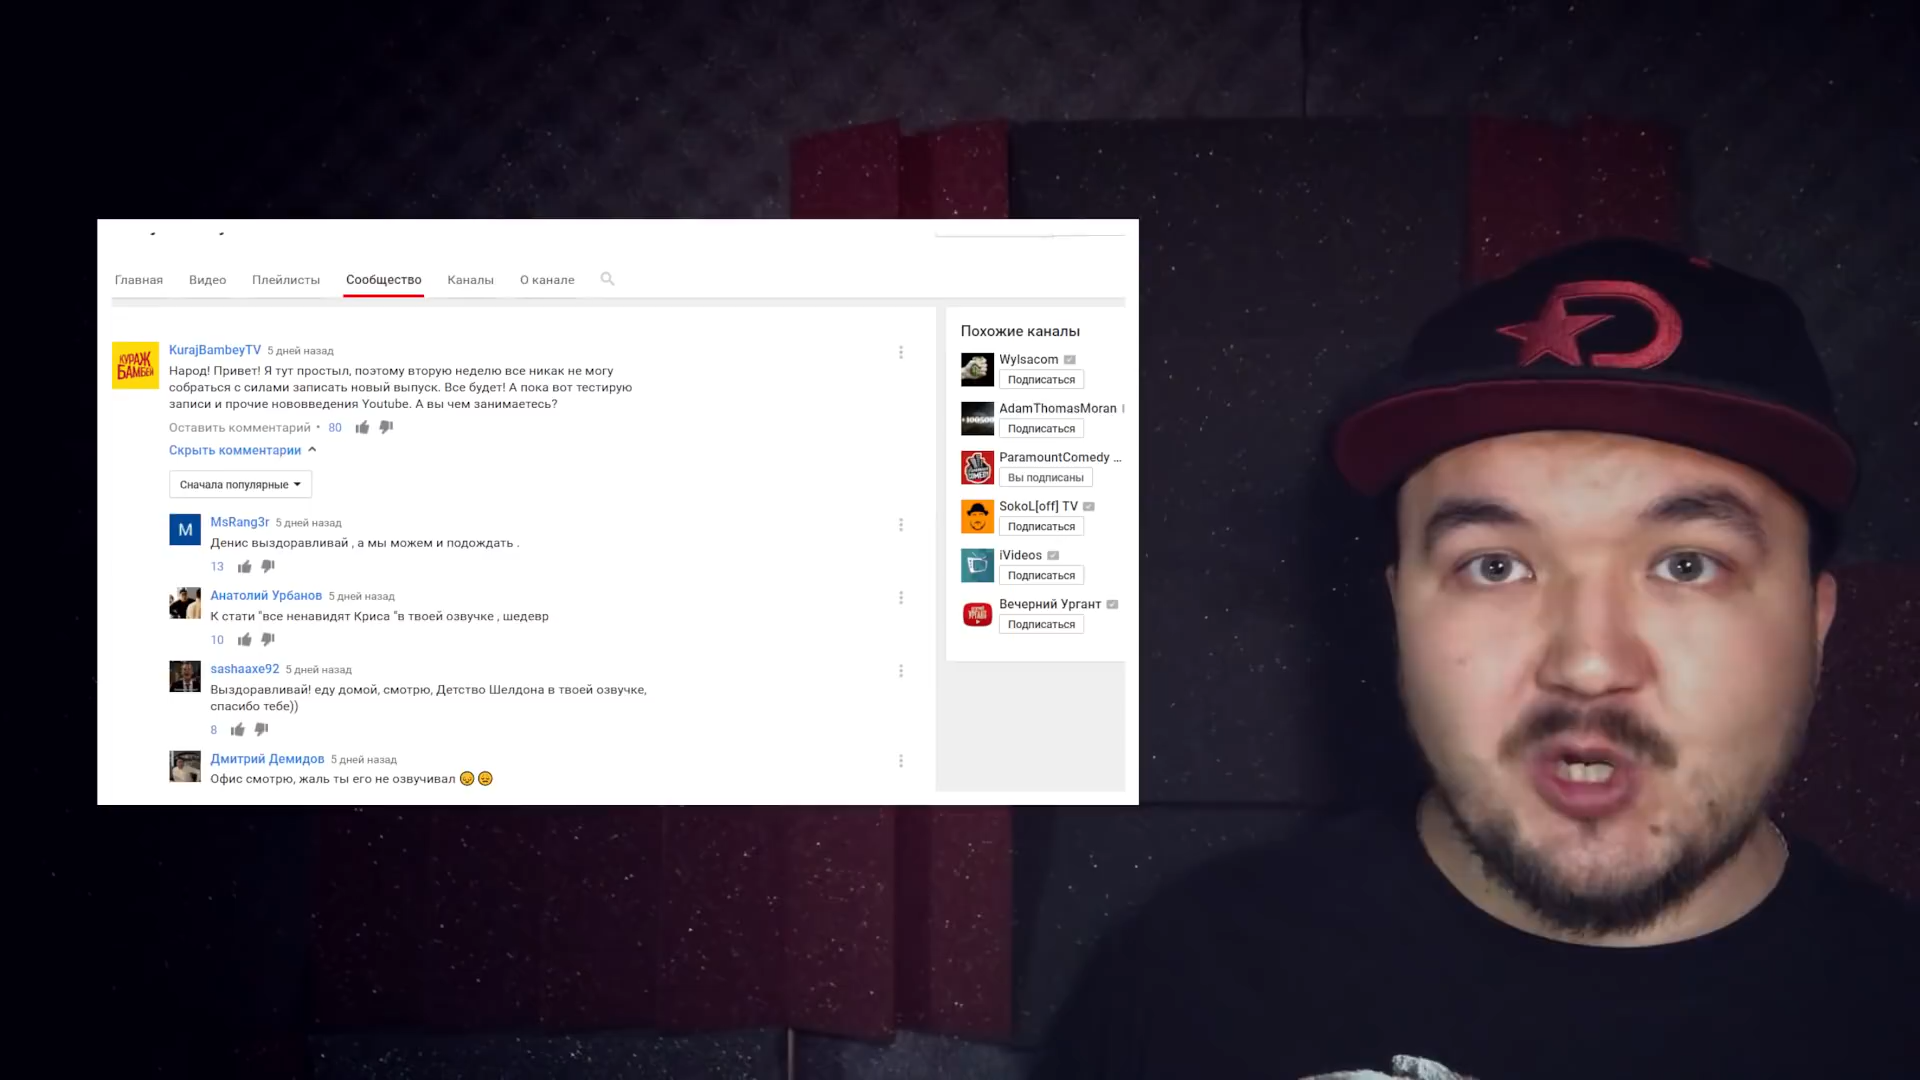 Главная Видео Плейлисты Сообщество Каналы О канале
КУРАЖ
БАМБЕЙ
KurajBambeyTV 5 дней назад
Народ! Привет! Я тут простыл, поэтому вторую неделю все никак не могу
собраться с силами записать новый выпуск. Все будет! А пока вот тестирую
записи и прочие нововведения Youtube. А вы чем занимаетесь?
Оставить комментарий • 80
Скрыть комментарии
Сначала популярные
M
MsRang3r 5 дней назад
Денис выздоравливай , а мы можем и подождать .
13
Анатолий Урбанов 5 дней назад
К стати "все ненавидят Криса "в твоей озвучке , шедевр
10
sashaaxe92 5 дней назад
Выздоравливай! еду домой, смотрю, Детство Шелдона в твоей озвучке,
спасибо тебе))
8
Дмитрий Демидов 5 дней назад
Офис смотрю, жаль ты его не озвучивал
Похожие каналы
Wylsacom
Подписаться
AdamThomasMoran
+100500
Подписаться
ParamountComedy ...
Вы подписаны
SokoL[off] TV
Подписаться
iVideos
Подписаться
Вечерний Ургант
Подписаться